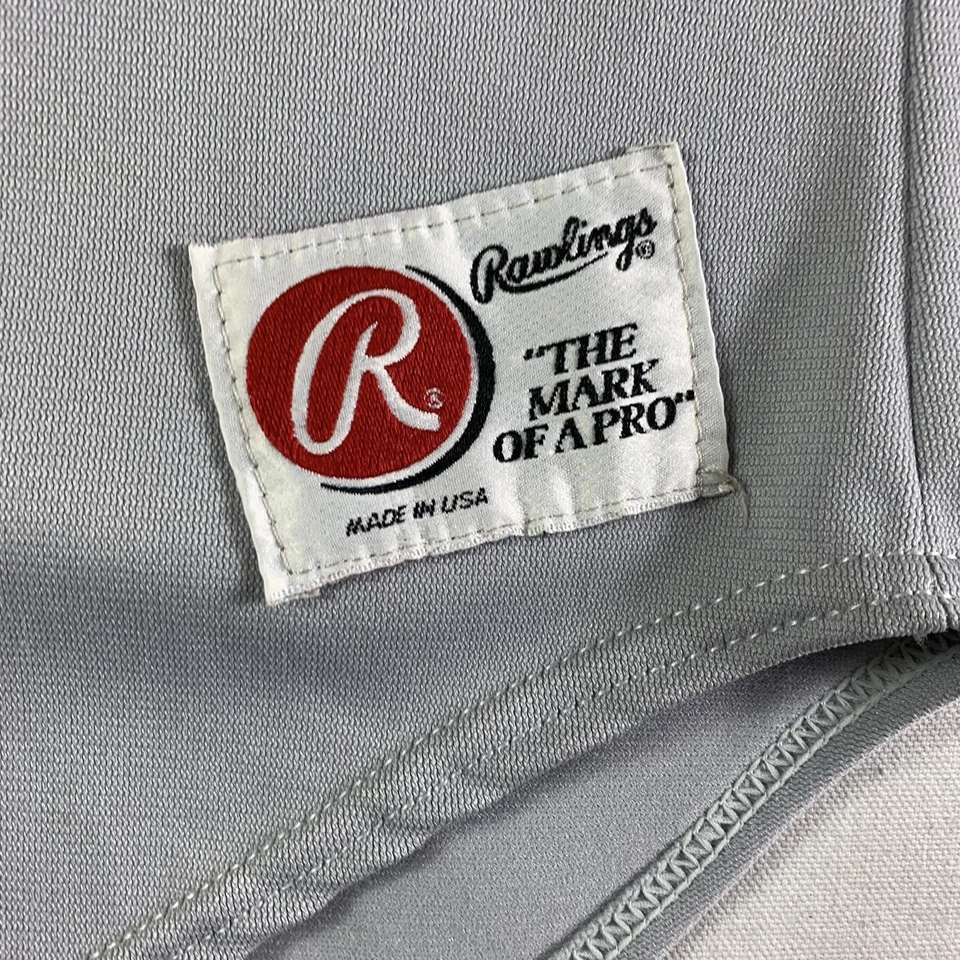 Rawlings®
R®
"THE
MARK
OF A PRO"
MADE IN USA